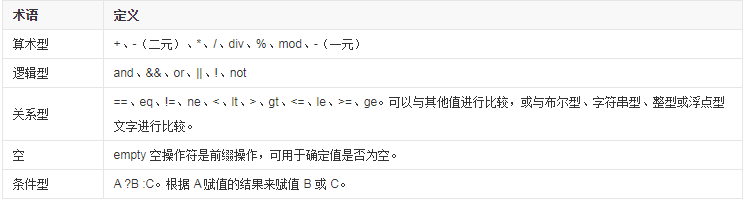 术语 定义
算术型 +、-（二元）、*、/、div、%、mod、-（一元）
逻辑型 and、&&、or、||、!、not
关系型 ==、eq、!=、ne、<、lt、>、gt、<=、le、>=、ge。可以与其他值进行比较，或与布尔型、字符串型、整型或浮点型
文字进行比较。
空 empty 空操作符是前缀操作，可用于确定值是否为空。
条件型 A ?B :C。根据 A 赋值的结果来赋值 B 或 C。